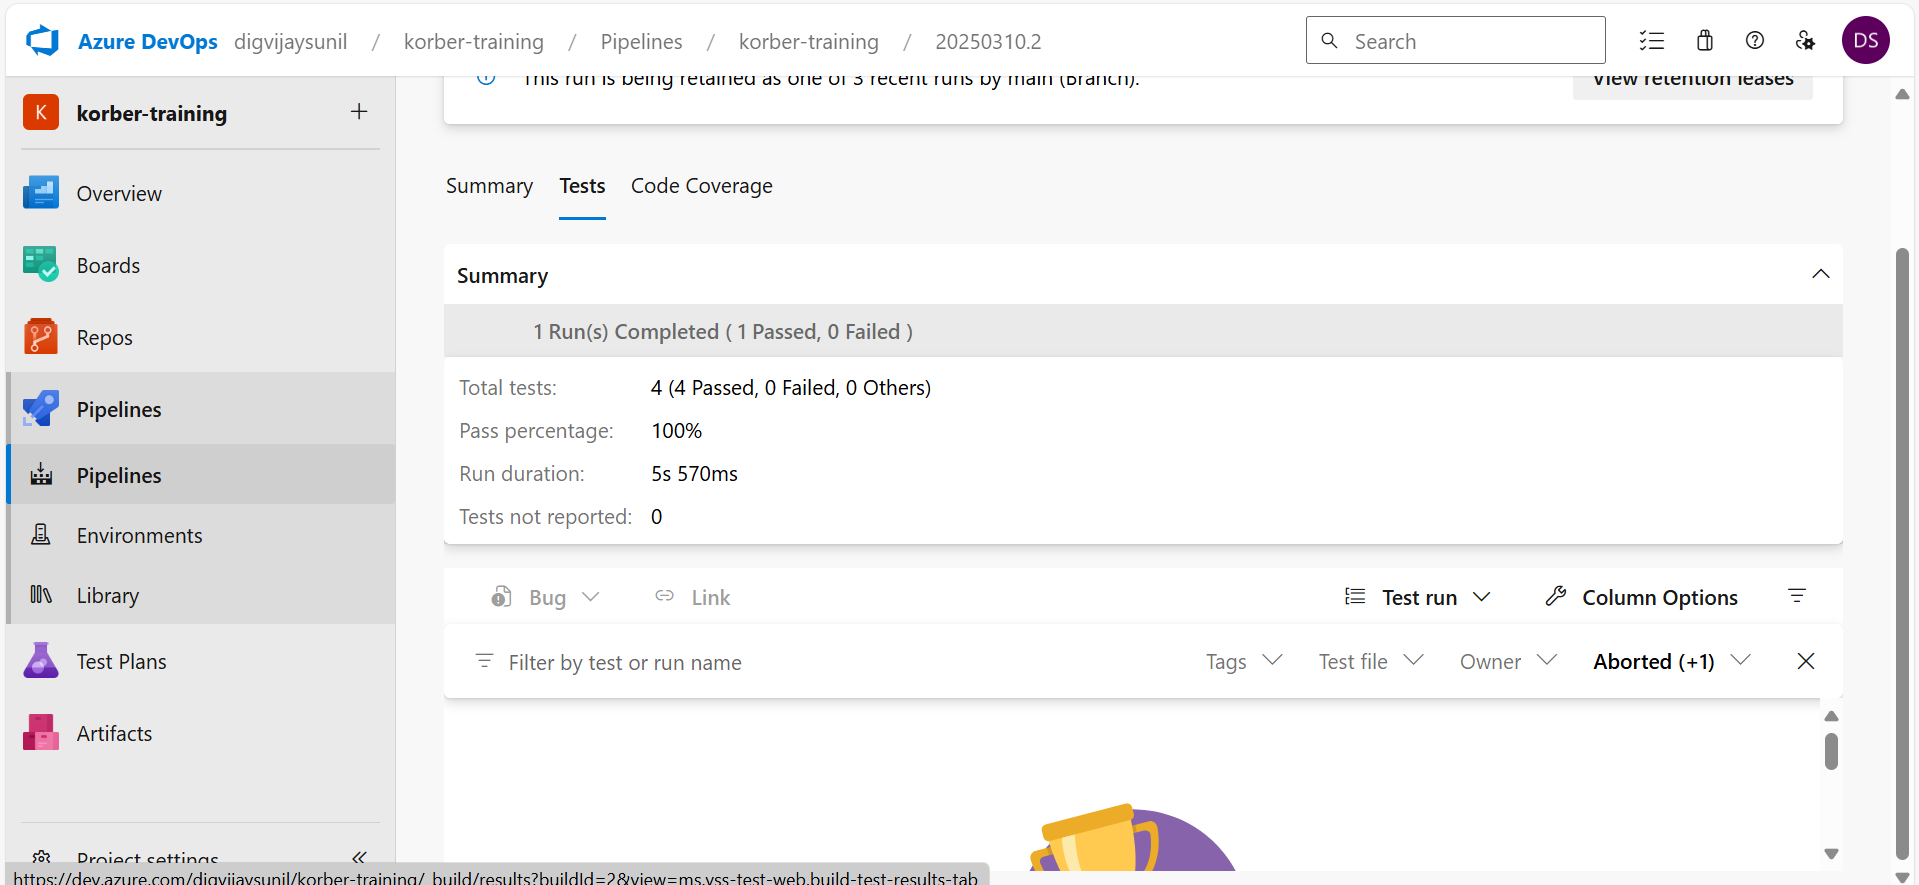 Azure DevOps digvijaysunil / korber-training / Pipelines / korber-training / 20250310.2
Search
DS
K korber-training
Overview
Boards
Repos
Pipelines
Pipelines
Environments
Library
Test Plans
Artifacts
Project settings
This run is being retained as one of 3 recent runs by main (Branch).
View retention leases
Summary Tests Code Coverage
Summary
1 Run(s) Completed ( 1 Passed, 0 Failed )
Total tests: 4 (4 Passed, 0 Failed, 0 Others)
Pass percentage: 100%
Run duration: 5s 570ms
Tests not reported: 0
Bug Link Test run Column Options
Filter by test or run name Tags Test file Owner Aborted (+1)
https://dev.azure.com/digvijaysunil/korber-training/_build/results?buildId=2&view=ms.vss-test-web.build-test-results-tab